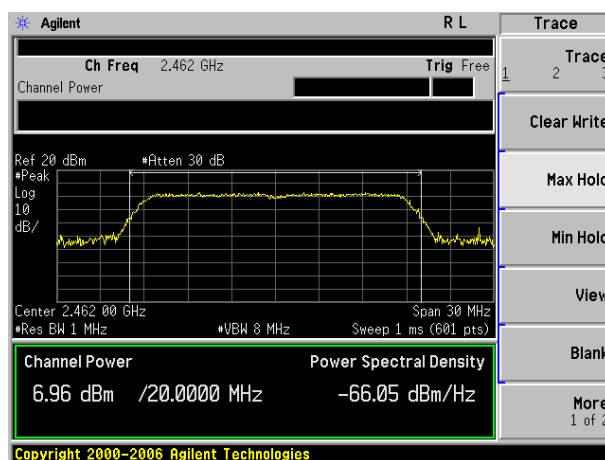 Agilent R L Trace
Ch Freq 2.462 GHz Trig Free
Channel Power
Trace
1 2 3
Clear Write
Max Hold
Min Hold
View
Blank
More
1 of 2
Ref 20 dBm #Atten 30 dB
#Peak
Log
10
dB/
Center 2.462 00 GHz Span 30 MHz
#Res BW 1 MHz #VBW 8 MHz Sweep 1 ms (601 pts)
Channel Power Power Spectral Density
6.96 dBm /20.0000 MHz -66.05 dBm/Hz
Copyright 2000-2006 Agilent Technologies